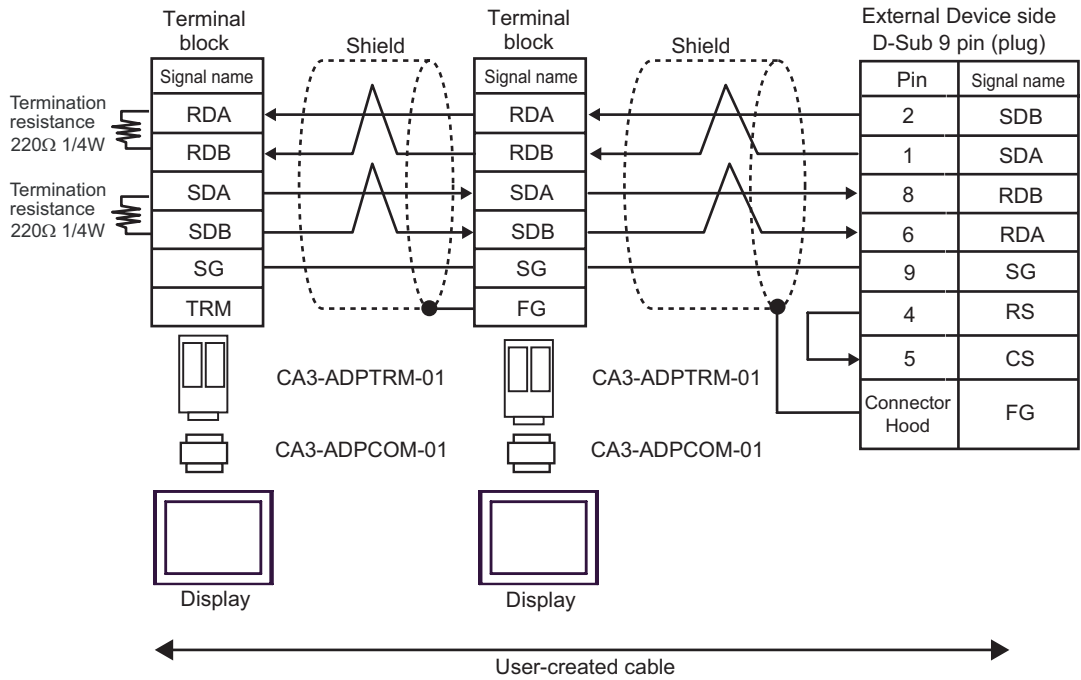 Terminal
block
Shield
Terminal
block
Shield
External Device side
D-Sub 9 pin (plug)
Termination
resistance
220Ω 1/4W
Termination
resistance
220Ω 1/4W
Signal name
RDA
RDB
SDA
SDB
SG
TRM
Signal name
RDA
RDB
SDA
SDB
SG
FG
Pin Signal name
2 SDB
1 SDA
8 RDB
6 RDA
9 SG
4 RS
5 CS
Connector
Hood
FG
CA3-ADPTRM-01
CA3-ADPTRM-01
CA3-ADPCOM-01
CA3-ADPCOM-01
Display
Display
User-created cable